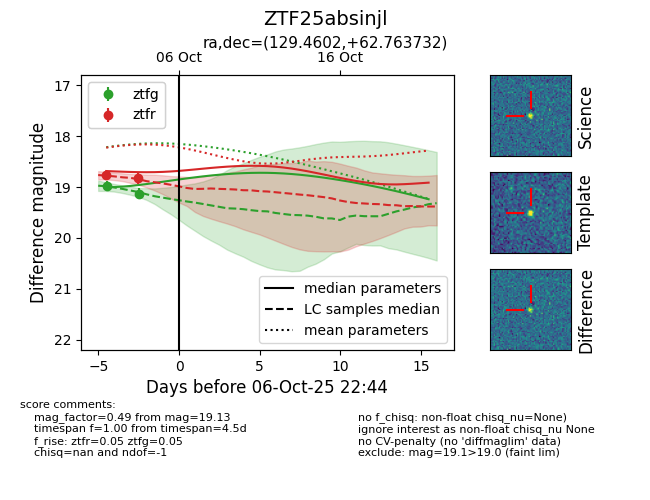 ZTF25absinjl
ra,dec=(129.4602,+62.763732)
06 Oct
16 Oct
17
18
19
20
21
22
Difference magnitude
ztfg
ztfr
median parameters
LC samples median
mean parameters
−5
0
5
10
15
Days before 06-Oct-25 22:44
Science
Template
Difference
score comments:
mag_factor=0.49 from mag=19.13
timespan f=1.00 from timespan=4.5d
f_rise: ztfr=0.05 ztfg=0.05
chisq=nan and ndof=-1
no f_chisq: non-float chisq_nu=None)
ignore interest as non-float chisq_nu None
no CV-penalty (no 'diffmaglim' data)
exclude: mag=19.1>19.0 (faint lim)